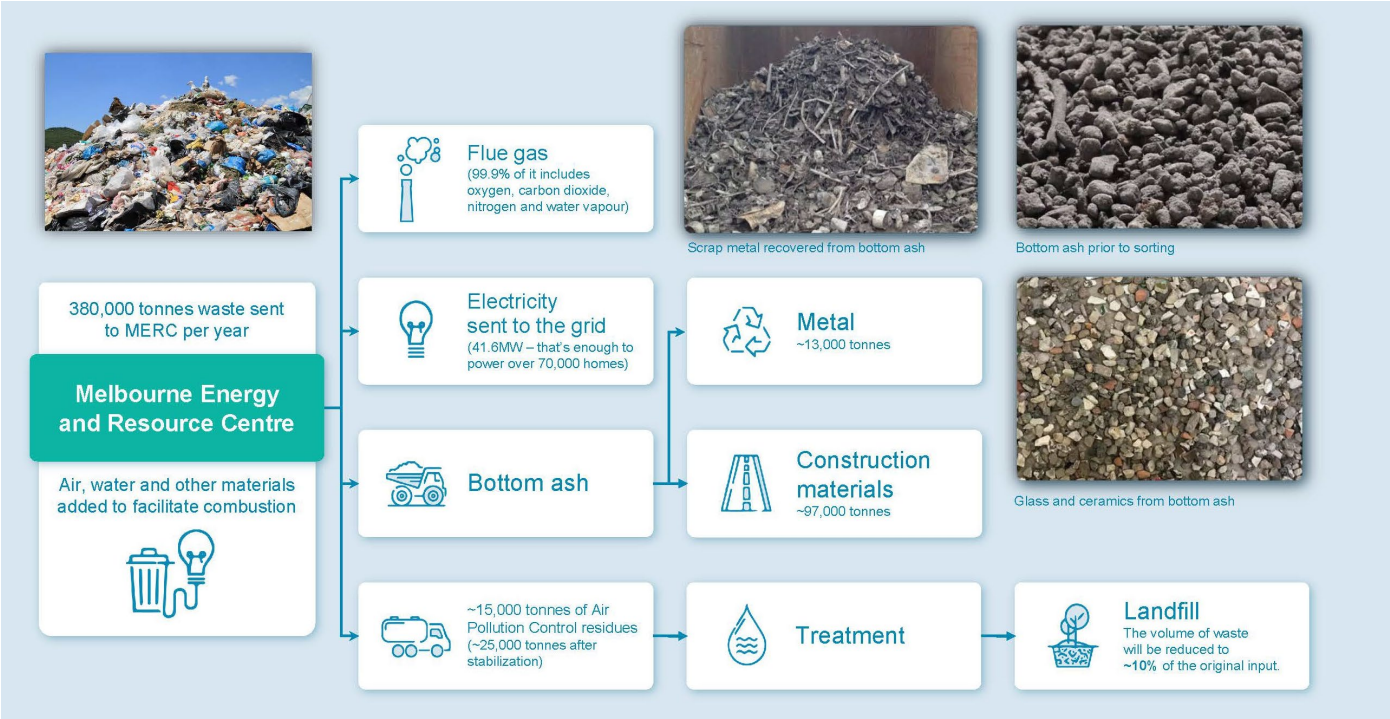 380,000 tonnes waste sent
to MERC per year
Melbourne Energy
and Resource Centre
Air, water and other materials
added to facilitate combustion
Flue gas
(99.9% of it includes
oxygen, carbon dioxide,
nitrogen and water vapour)
Electricity
sent to the grid
(41.6MW – that's enough to
power over 70,000 homes)
Bottom ash
~15,000 tonnes of Air
Pollution Control residues
(~25,000 tonnes after
stabilization)
Scrap metal recovered from bottom ash
Metal
~13,000 tonnes
Construction
materials
~97,000 tonnes
Treatment
Bottom ash prior to sorting
Glass and ceramics from bottom ash
Landfill
The volume of waste
will be reduced to
~10% of the original input.